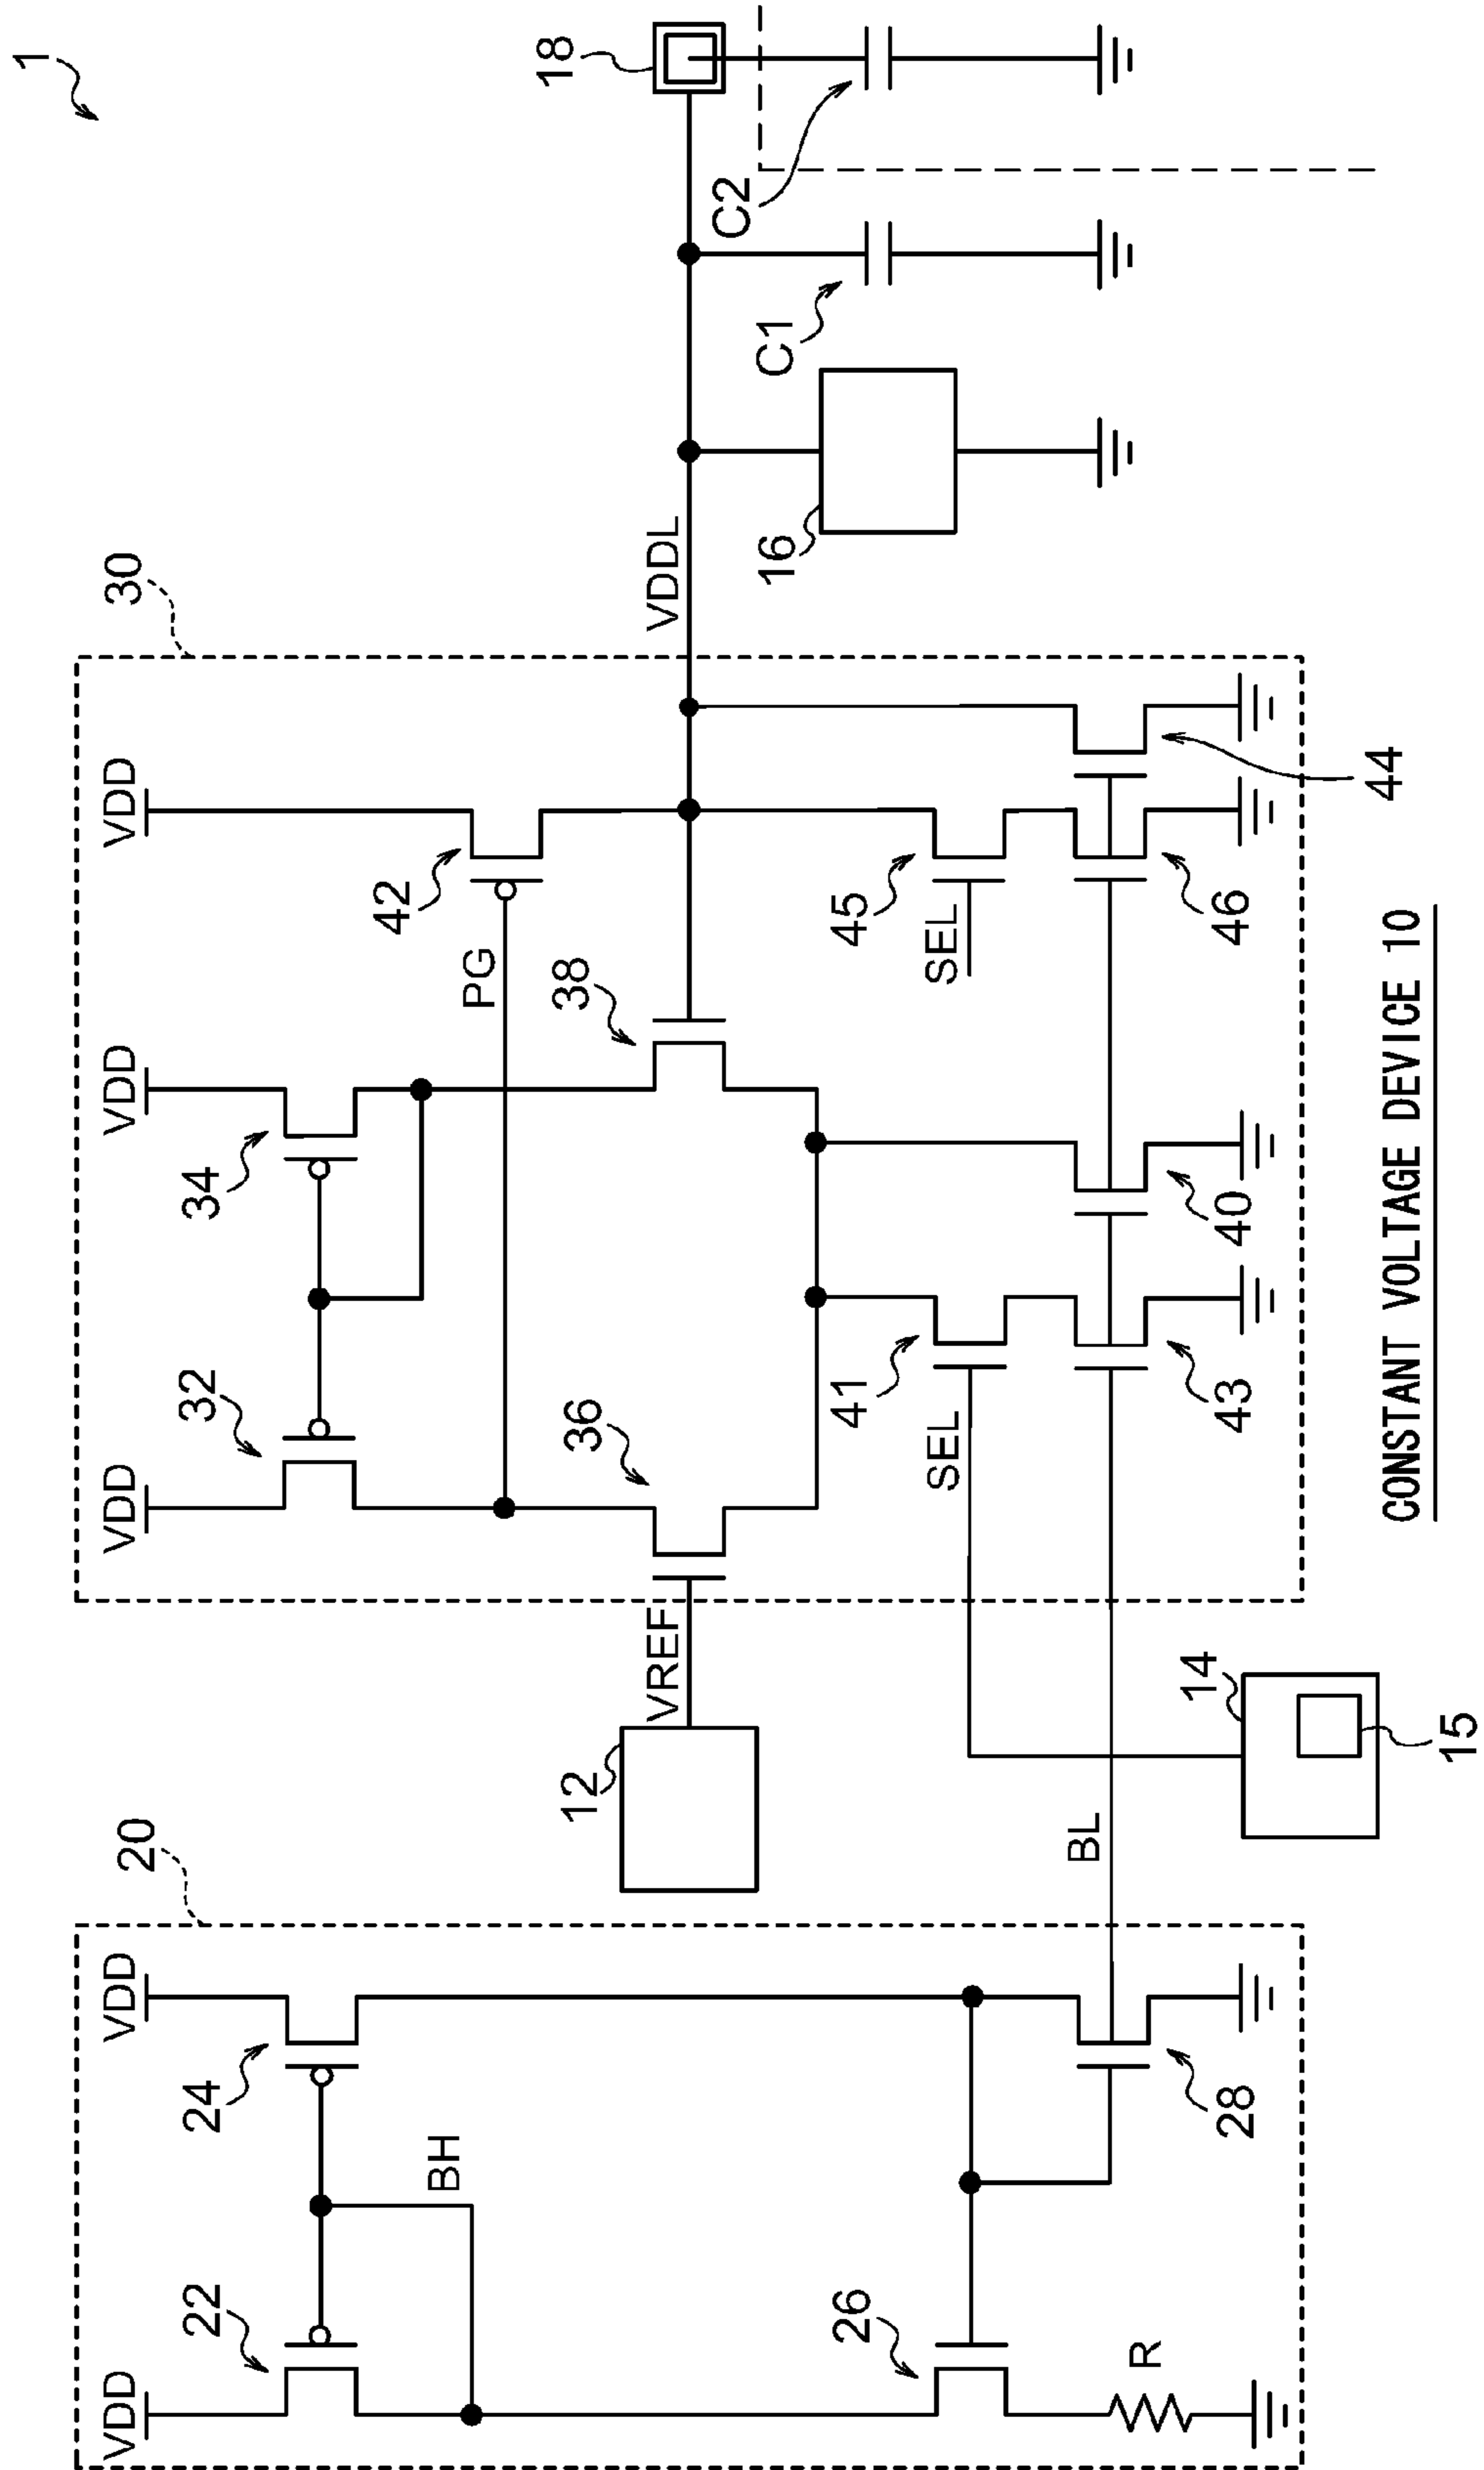 1
20
30
VDD
VDD
VDD
VDD
VDD
22
24
32
34
42
BH
PG
18
12
VREF
36
38
VDDL
C2
C1
16
26
SEL
41
SEL
45
R
BL
28
14
43
40
46
15
44
CONSTANT VOLTAGE DEVICE 10